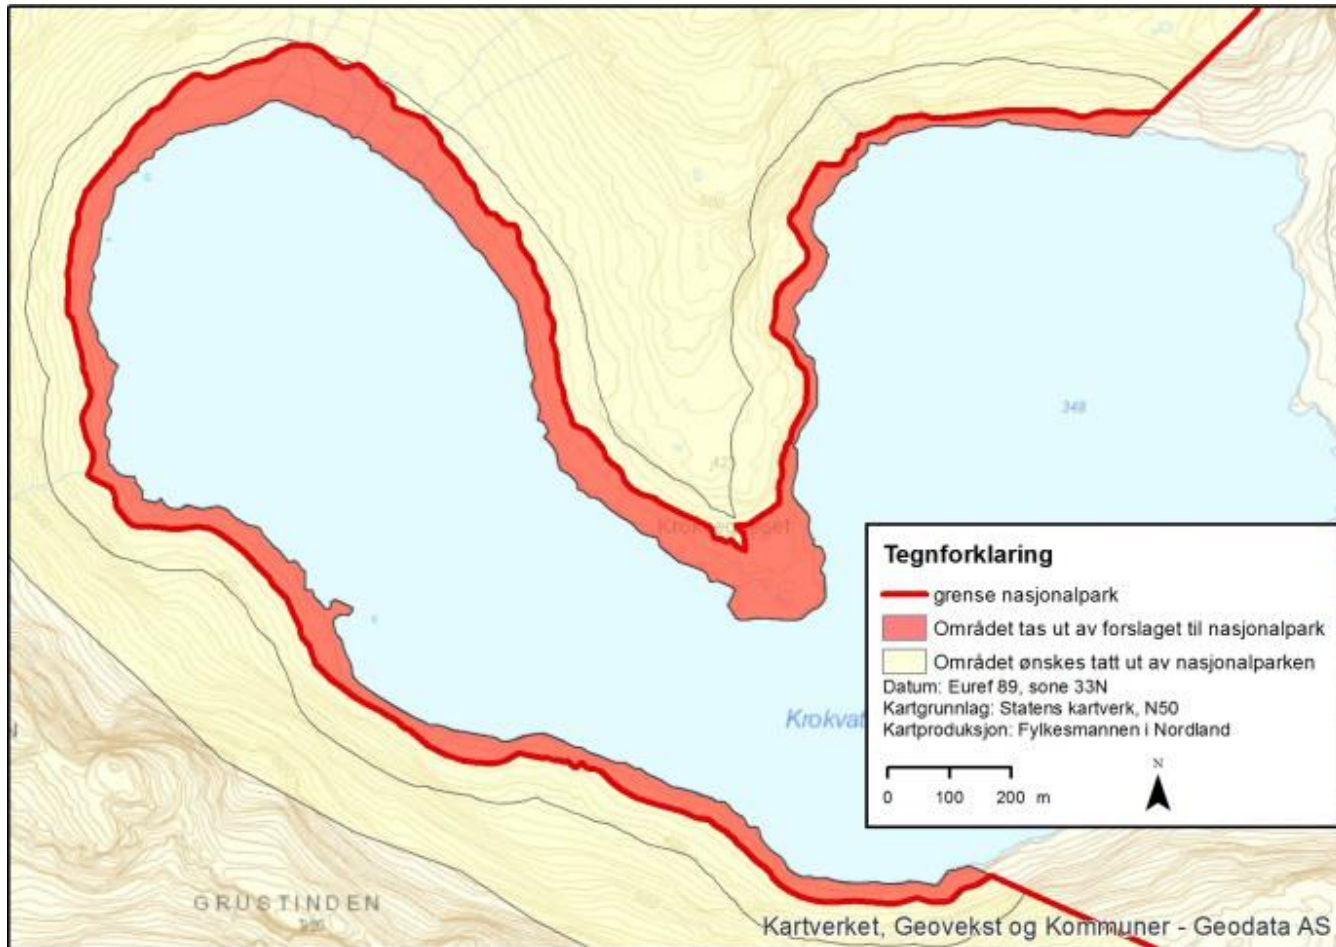 348
Tegnforklaring
grense nasjonalpark
Området tas ut av forslaget til nasjonalpark
Området ønskes tatt ut av nasjonalparken
Datum: Euref 89, sone 33N
Kartgrunnlag: Statens kartverk, N50
Kartproduksjon: Fylkesmannen i Nordland
N
0 100 200 m
GRUSTINDEN
Kartverket, Geovekst og Kommuner - Geodata AS